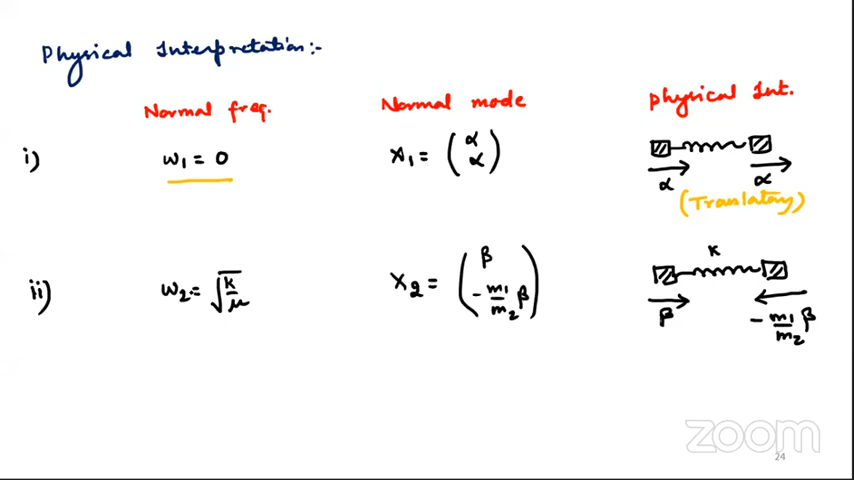 Physical Interpretation:-
Normal freq. Normal mode Physical Int.
i) ω₁ = 0 X₁ = (α α) α α
(Translatory)
ii) ω₂ = √(k/μ) X₂ = (β -m₁/m₂ β) K β -m₁/m₂ β
zoom
24